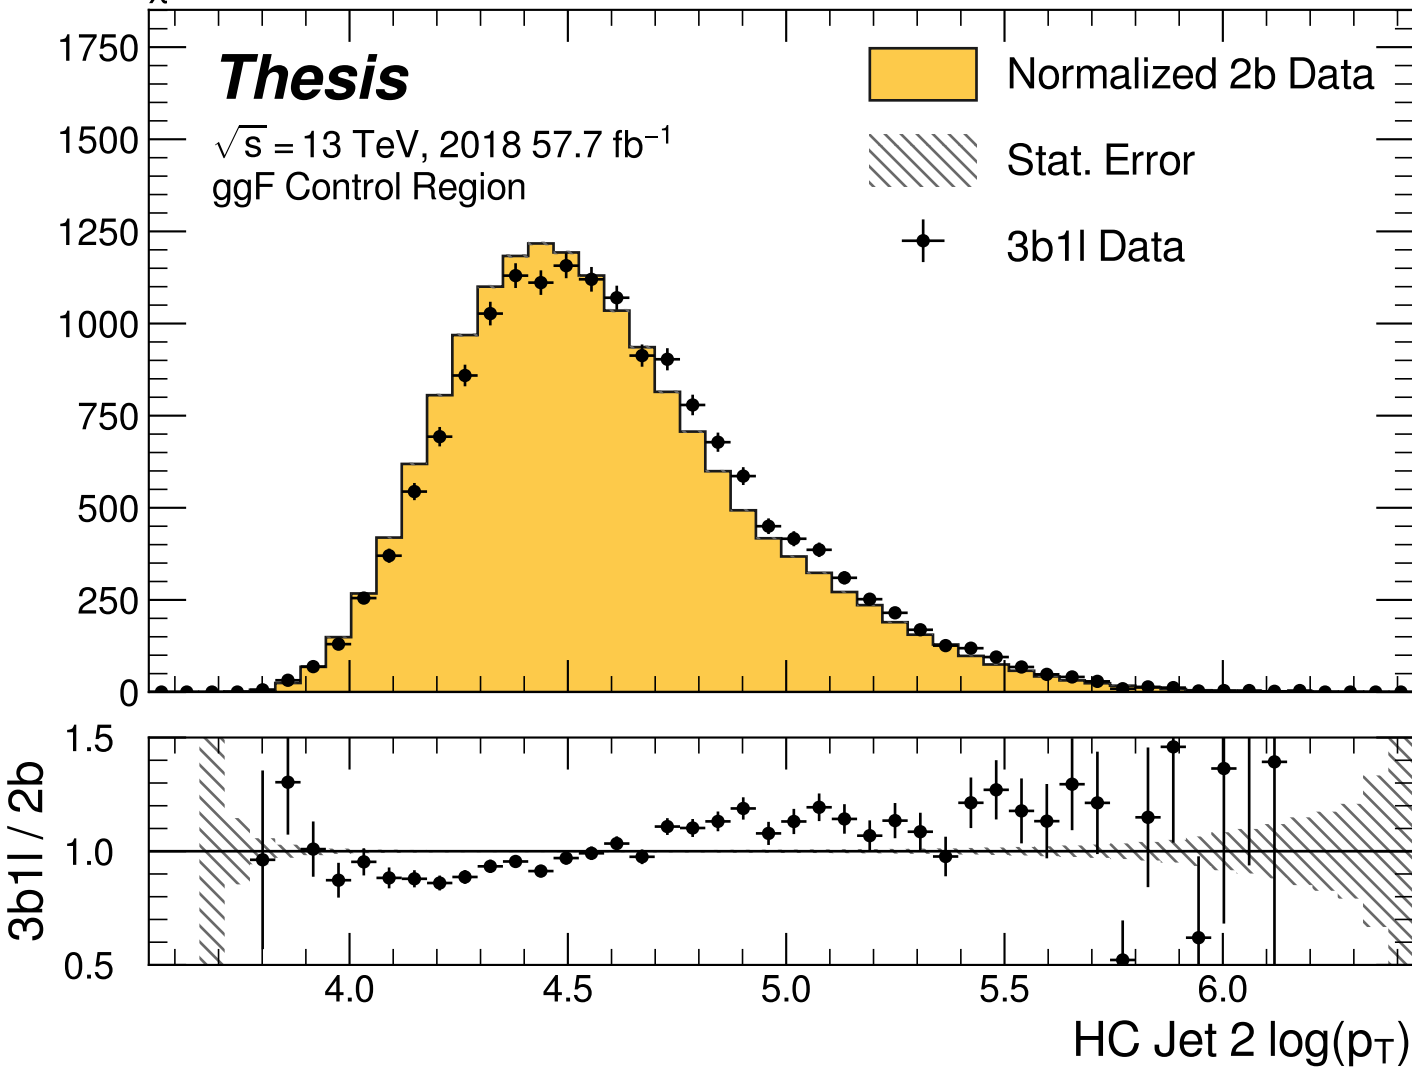 1750
1500
1250
1000
750
500
250
0
Thesis
√s = 13 TeV, 2018 57.7 fb⁻¹
ggF Control Region
Normalized 2b Data
Stat. Error
3b1l Data
1.5
1.0
0.5
3b1l / 2b
4.0 4.5 5.0 5.5 6.0
HC Jet 2 log(p_T)